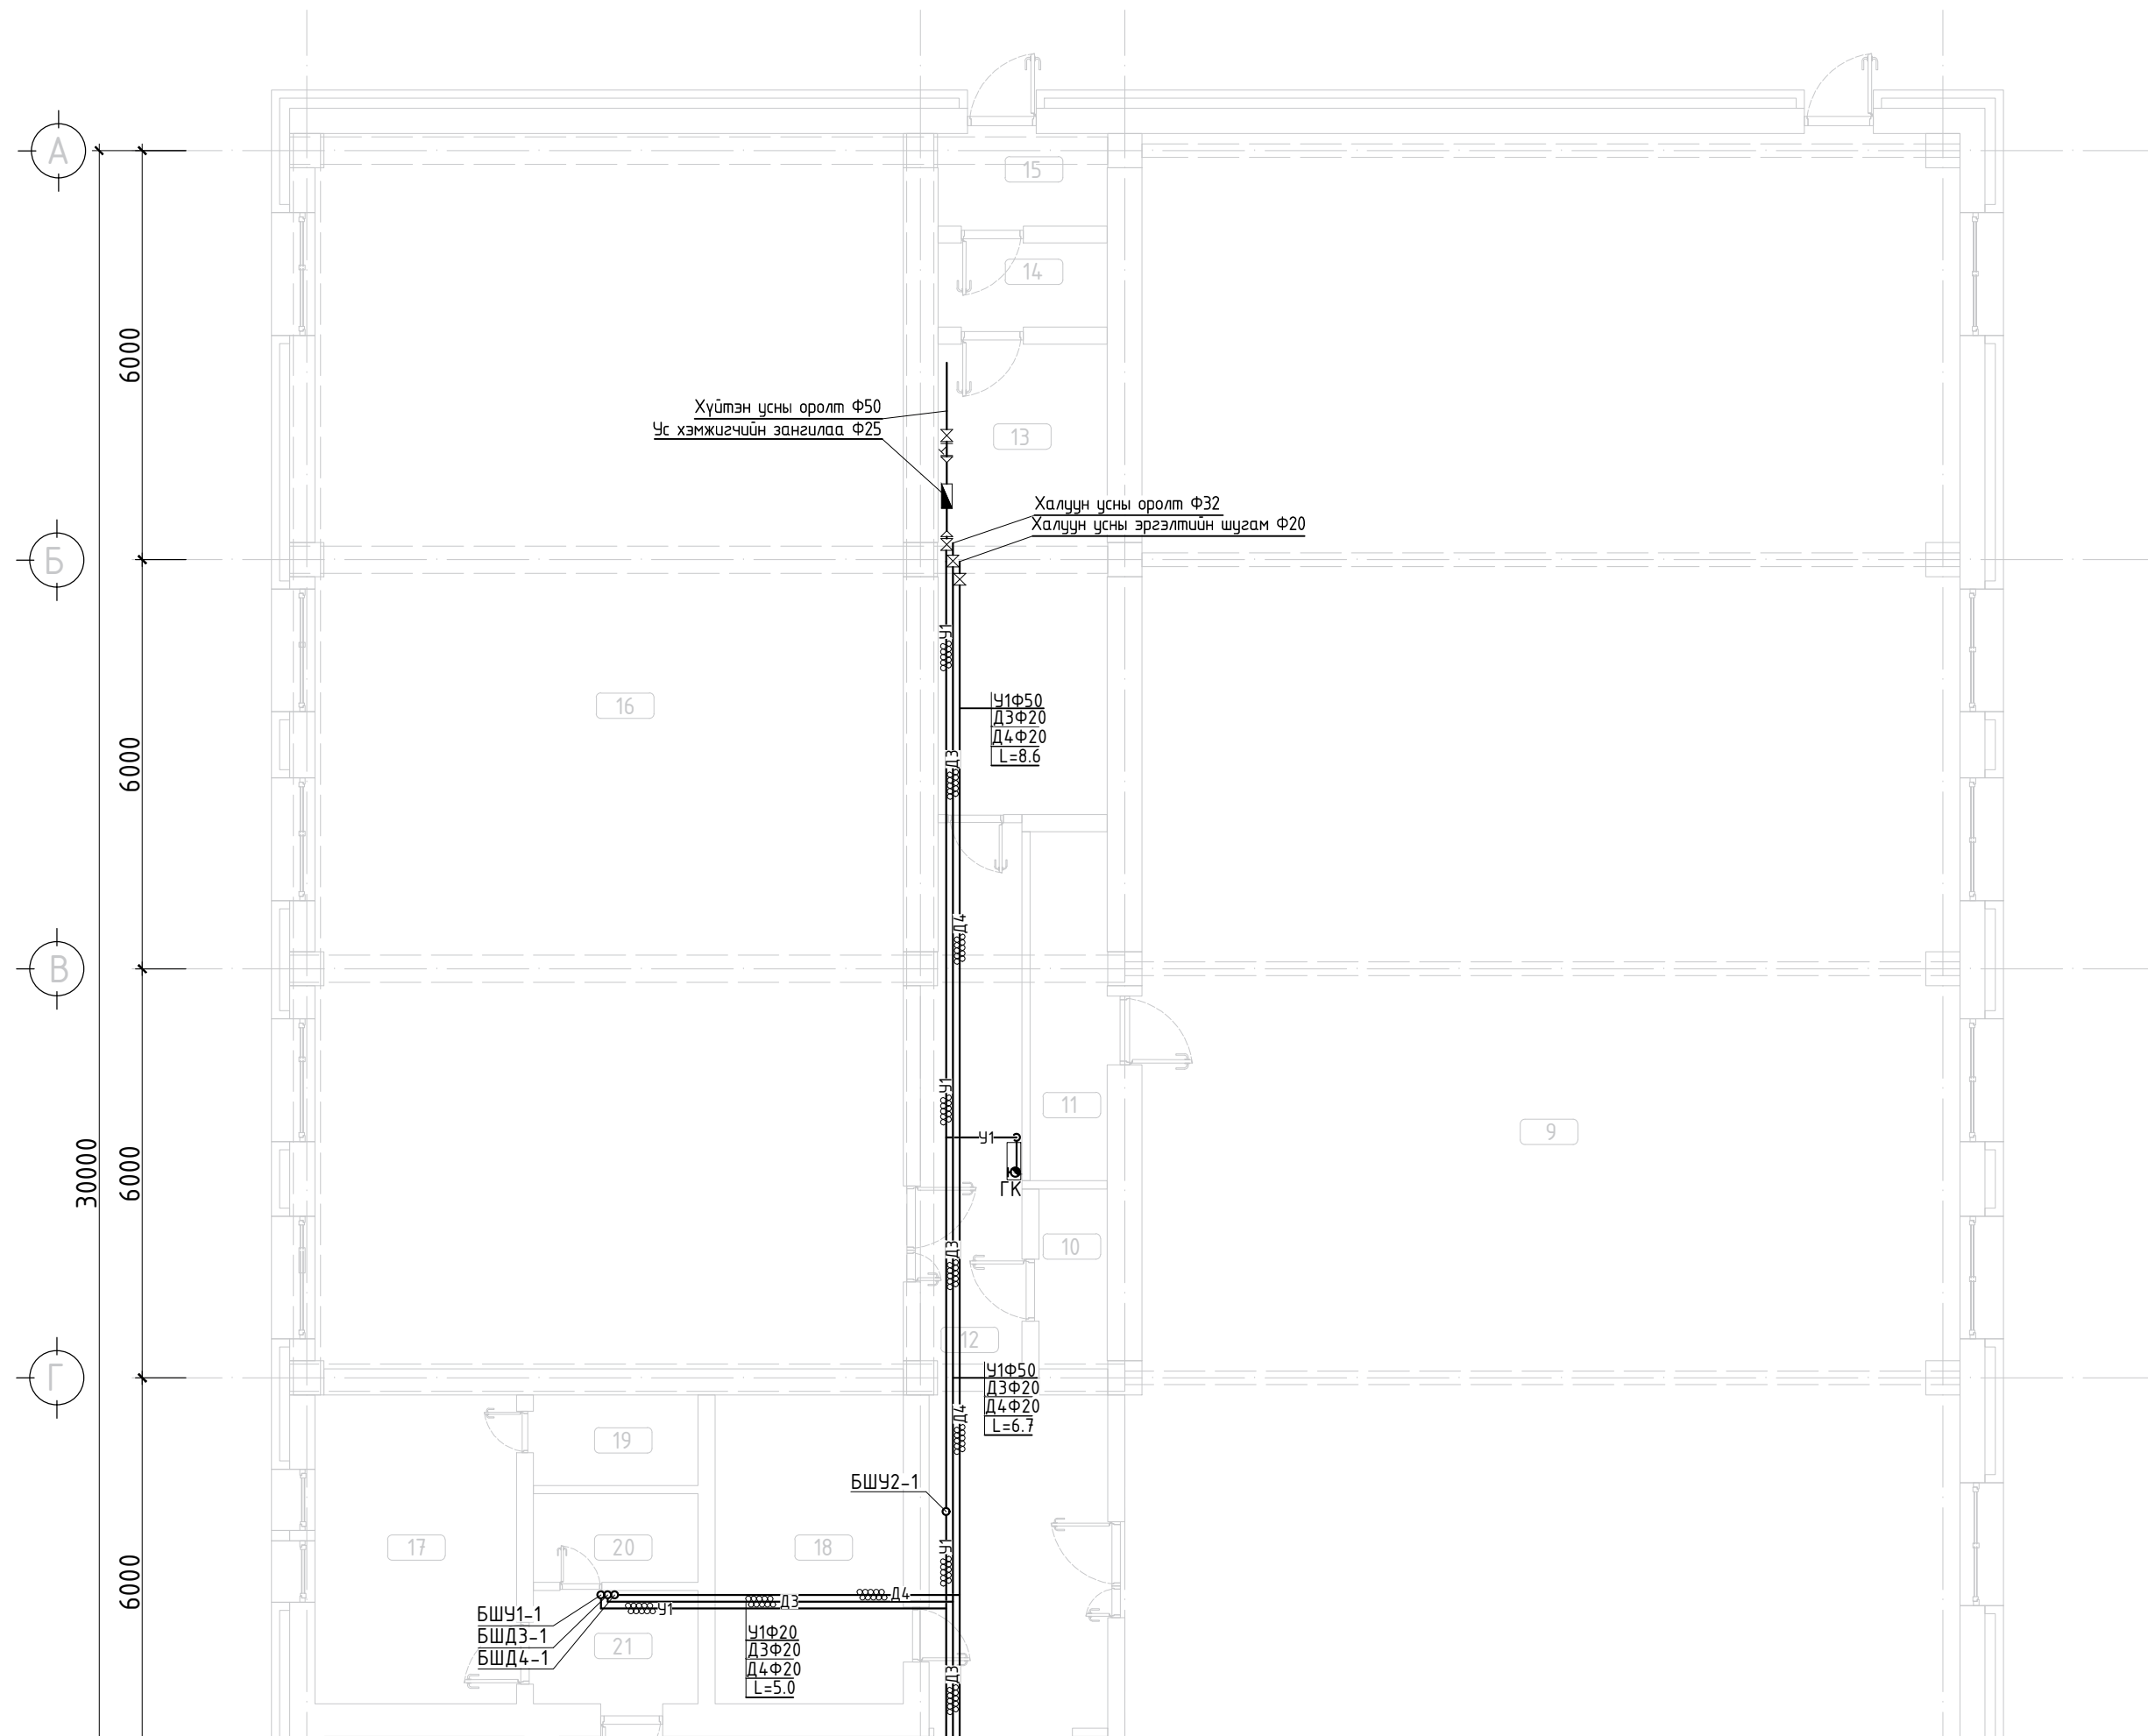 А
15
14
6000
Хүйтэн усны оролт Ф50
Ус хэмжигчийн зангилаа Ф25
13
Халуун усны оролт Ф32
Халуун усны эргэлтийн шугам Ф20
Б
У1
16
У1Ф50
Д3Ф20
Д4Ф20
L=8.6
6000
Д3
Д4
В
У1
11
9
У1
6000
30000
ГК
10
Д3
12
Г
У1Ф50
Д3Ф20
Д4Ф20
L=6.7
Д4
19
БШУ2-1
17
20
18
У1
6000
Д4
Д3
У1
БШУ1-1
БШД3-1
БШД4-1
21
У1Ф20
Д3Ф20
Д4Ф20
L=5.0
Д3